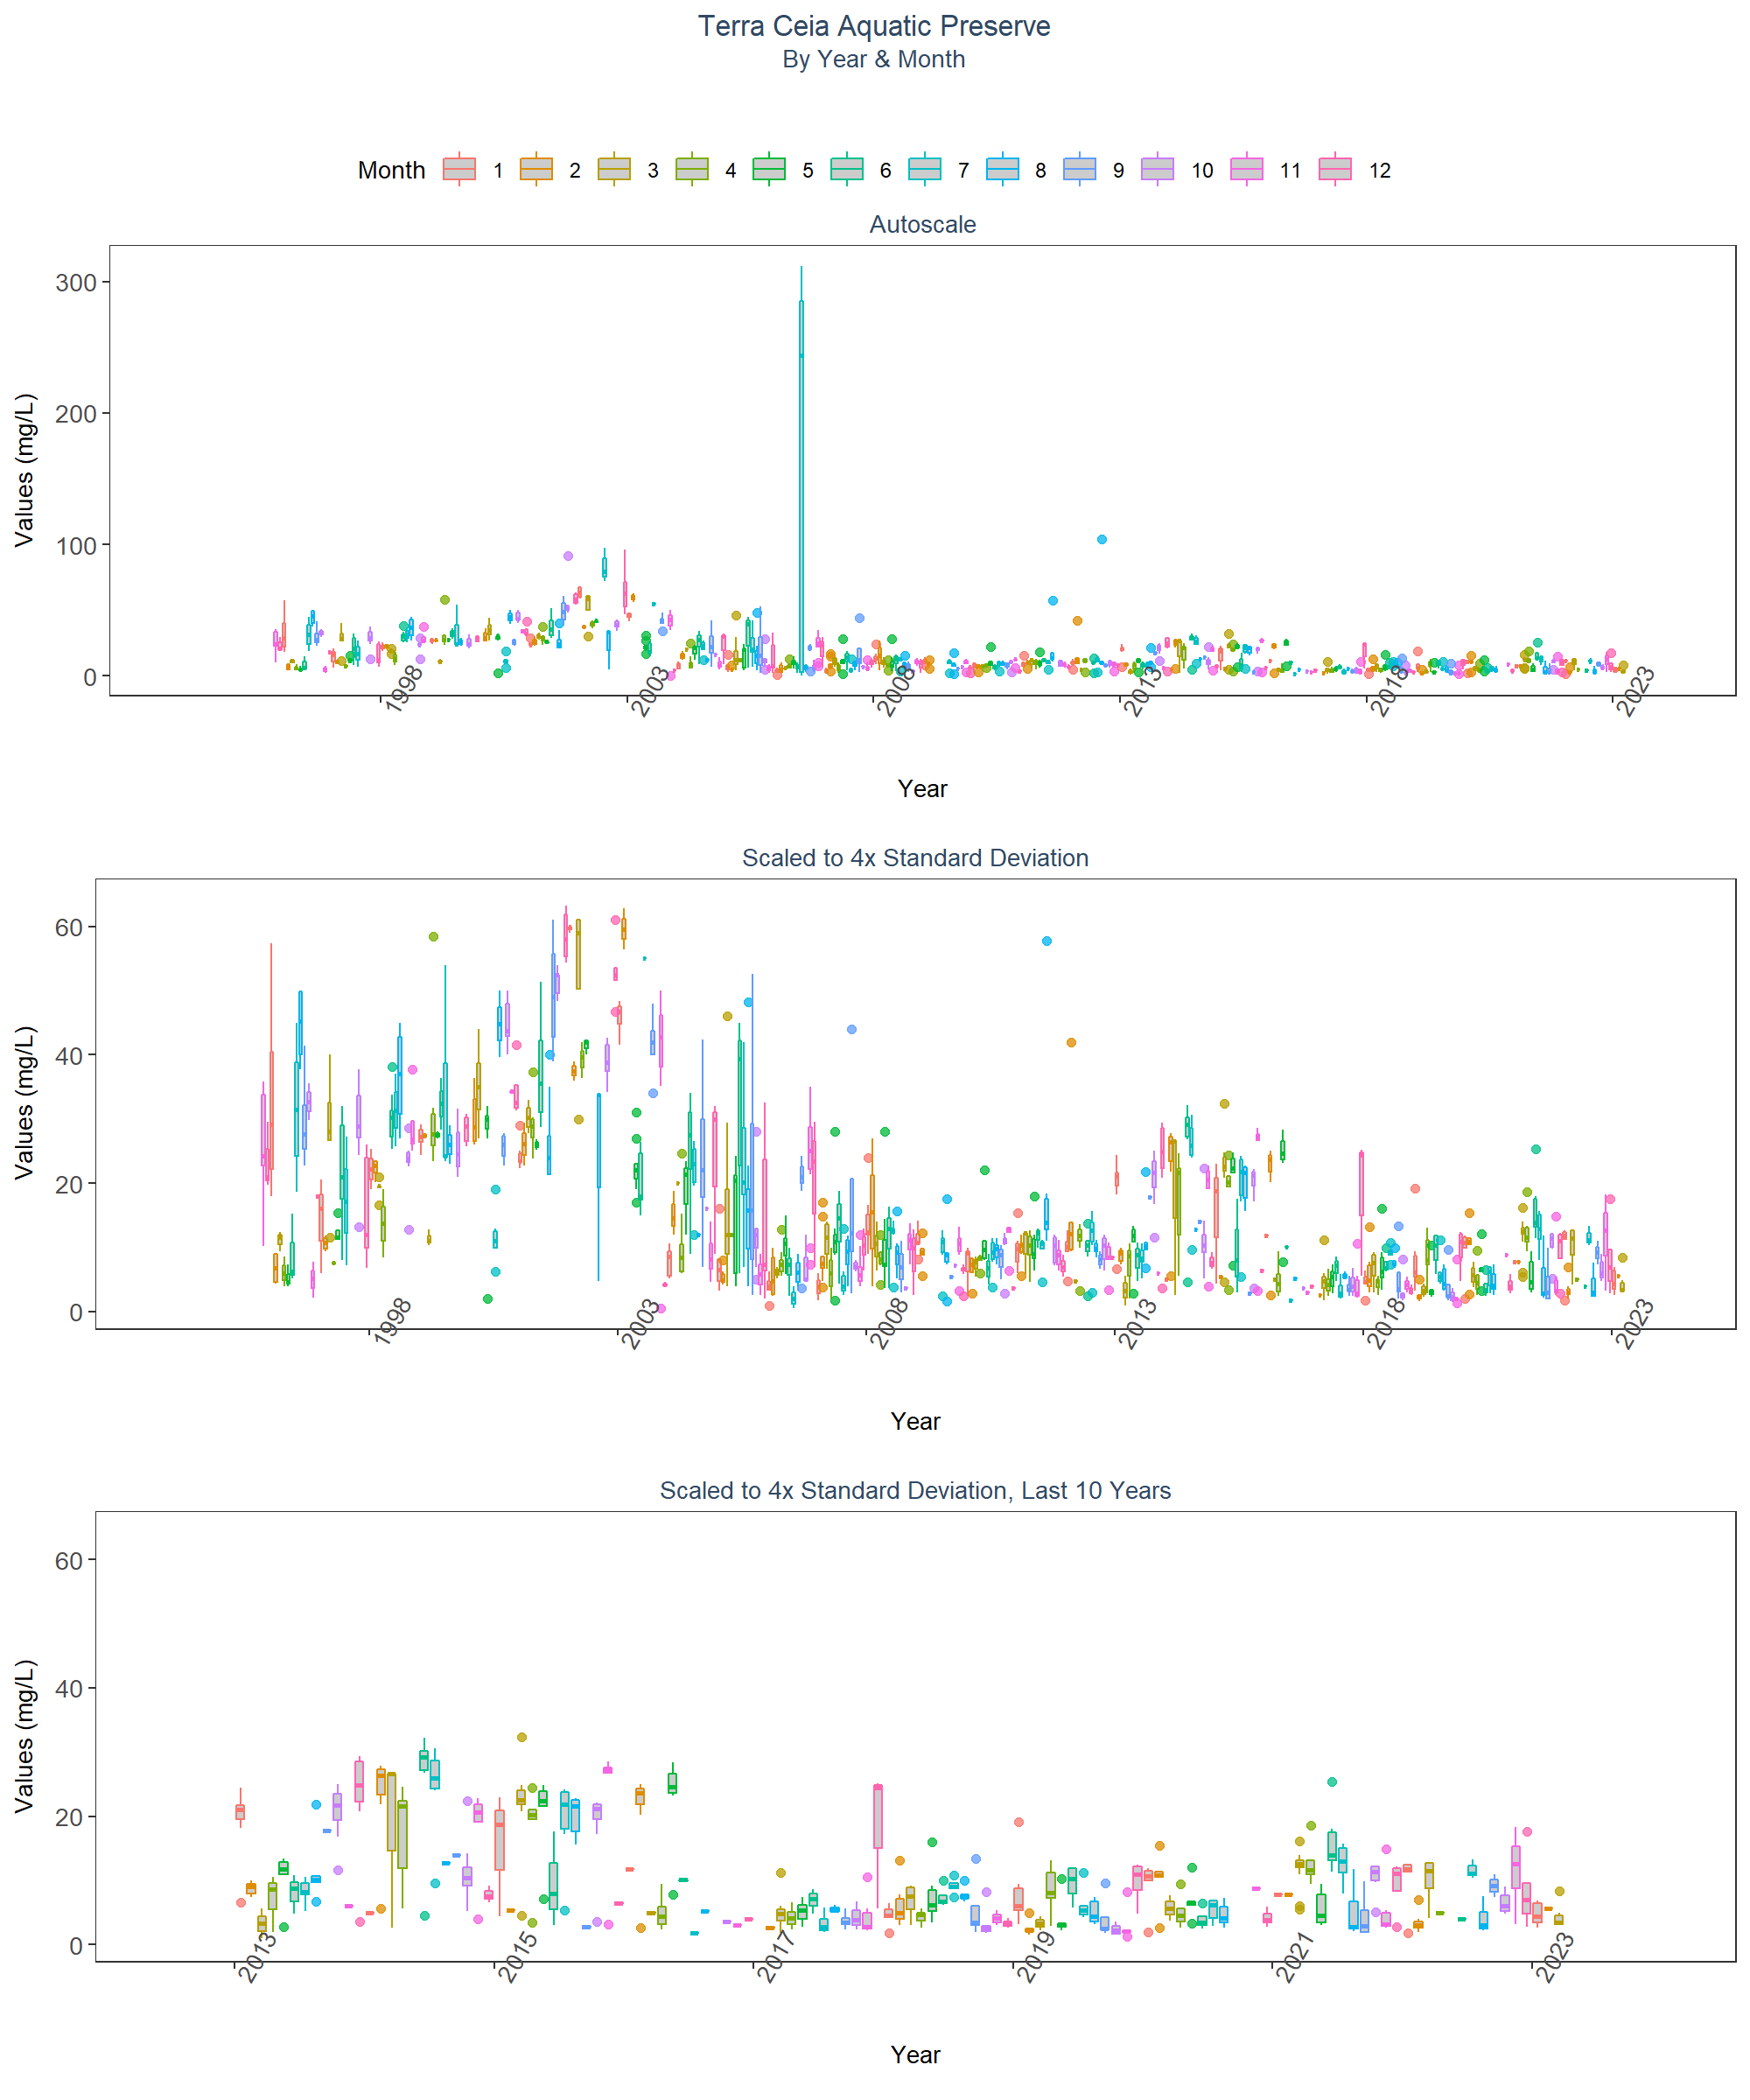 Terra Ceia Aquatic Preserve
By Year & Month
Month 1 2 3 4 5 6 7 8 9 10 11 12
Autoscale
Values (mg/L)
300
200
100
0
1998 2003 2008 2013 2018 2023
Year
Scaled to 4x Standard Deviation
Values (mg/L)
60
40
20
0
1998 2003 2008 2013 2018 2023
Year
Scaled to 4x Standard Deviation, Last 10 Years
Values (mg/L)
60
40
20
0
2013 2015 2017 2019 2021 2023
Year